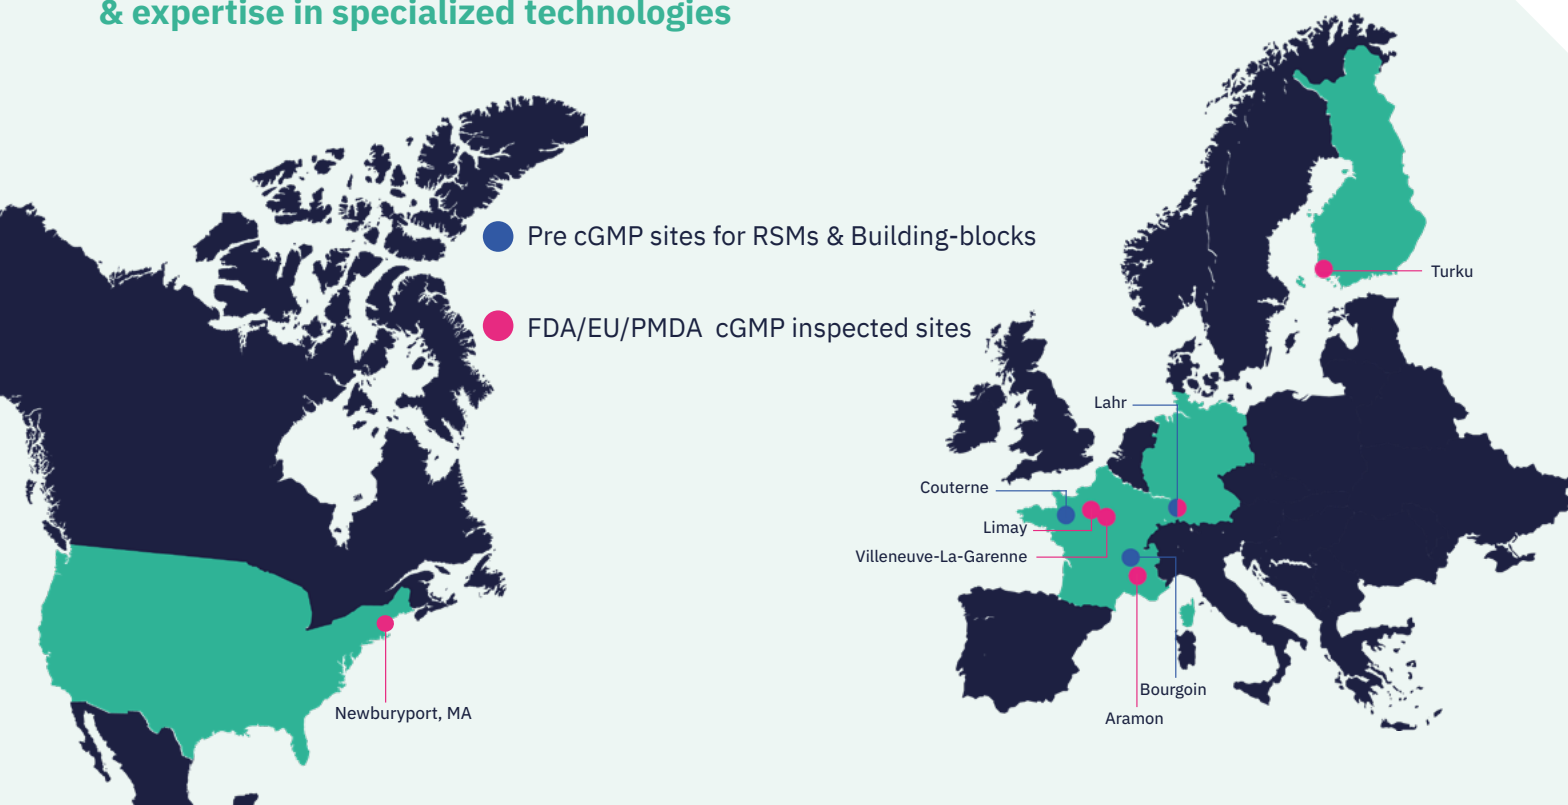 & expertise in specialized technologies
Pre cGMP sites for RSMs & Building-blocks
FDA/EU/PMDA  cGMP inspected sites
Turku
Lahr
Couterne
Limay
Villeneuve-La-Garenne
Bourgoin
Aramon
Newburyport, MA